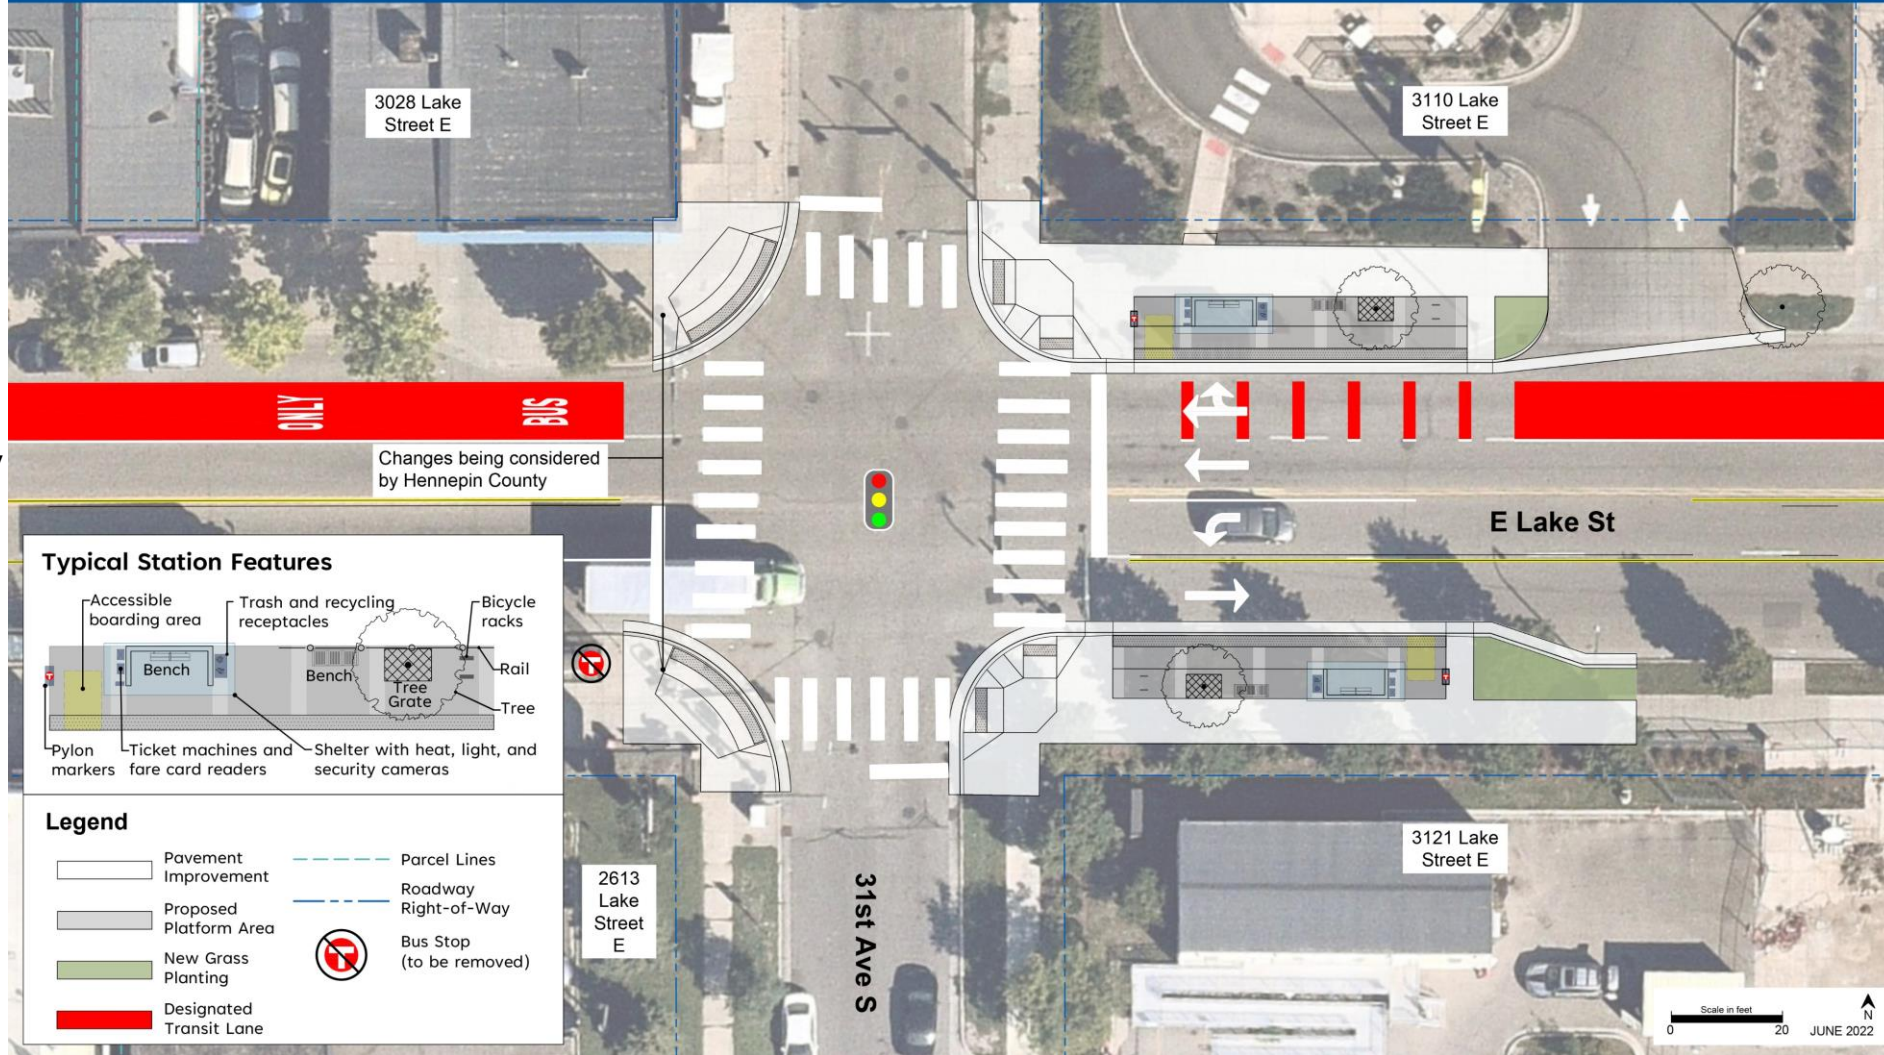 3028 Lake
Street E
3110 Lake
Street E
ONLY
BUS
Changes being considered
by Hennepin County
E Lake St
Typical Station Features
Accessible
boarding area
Trash and recycling
receptacles
Bicycle
racks
Bench
Bench
Rail
Tree
Grate
Tree
Pylon
markers
Ticket machines and
fare card readers
Shelter with heat, light, and
security cameras
T
T
T
T
Legend
Pavement
Improvement
Parcel Lines
Proposed
Platform Area
Roadway
Right-of-Way
New Grass
Planting
T
Bus Stop
(to be removed)
Designated
Transit Lane
2613
Lake
Street
E
31st Ave S
3121 Lake
Street E
Scale in feet
0
20
N
JUNE 2022